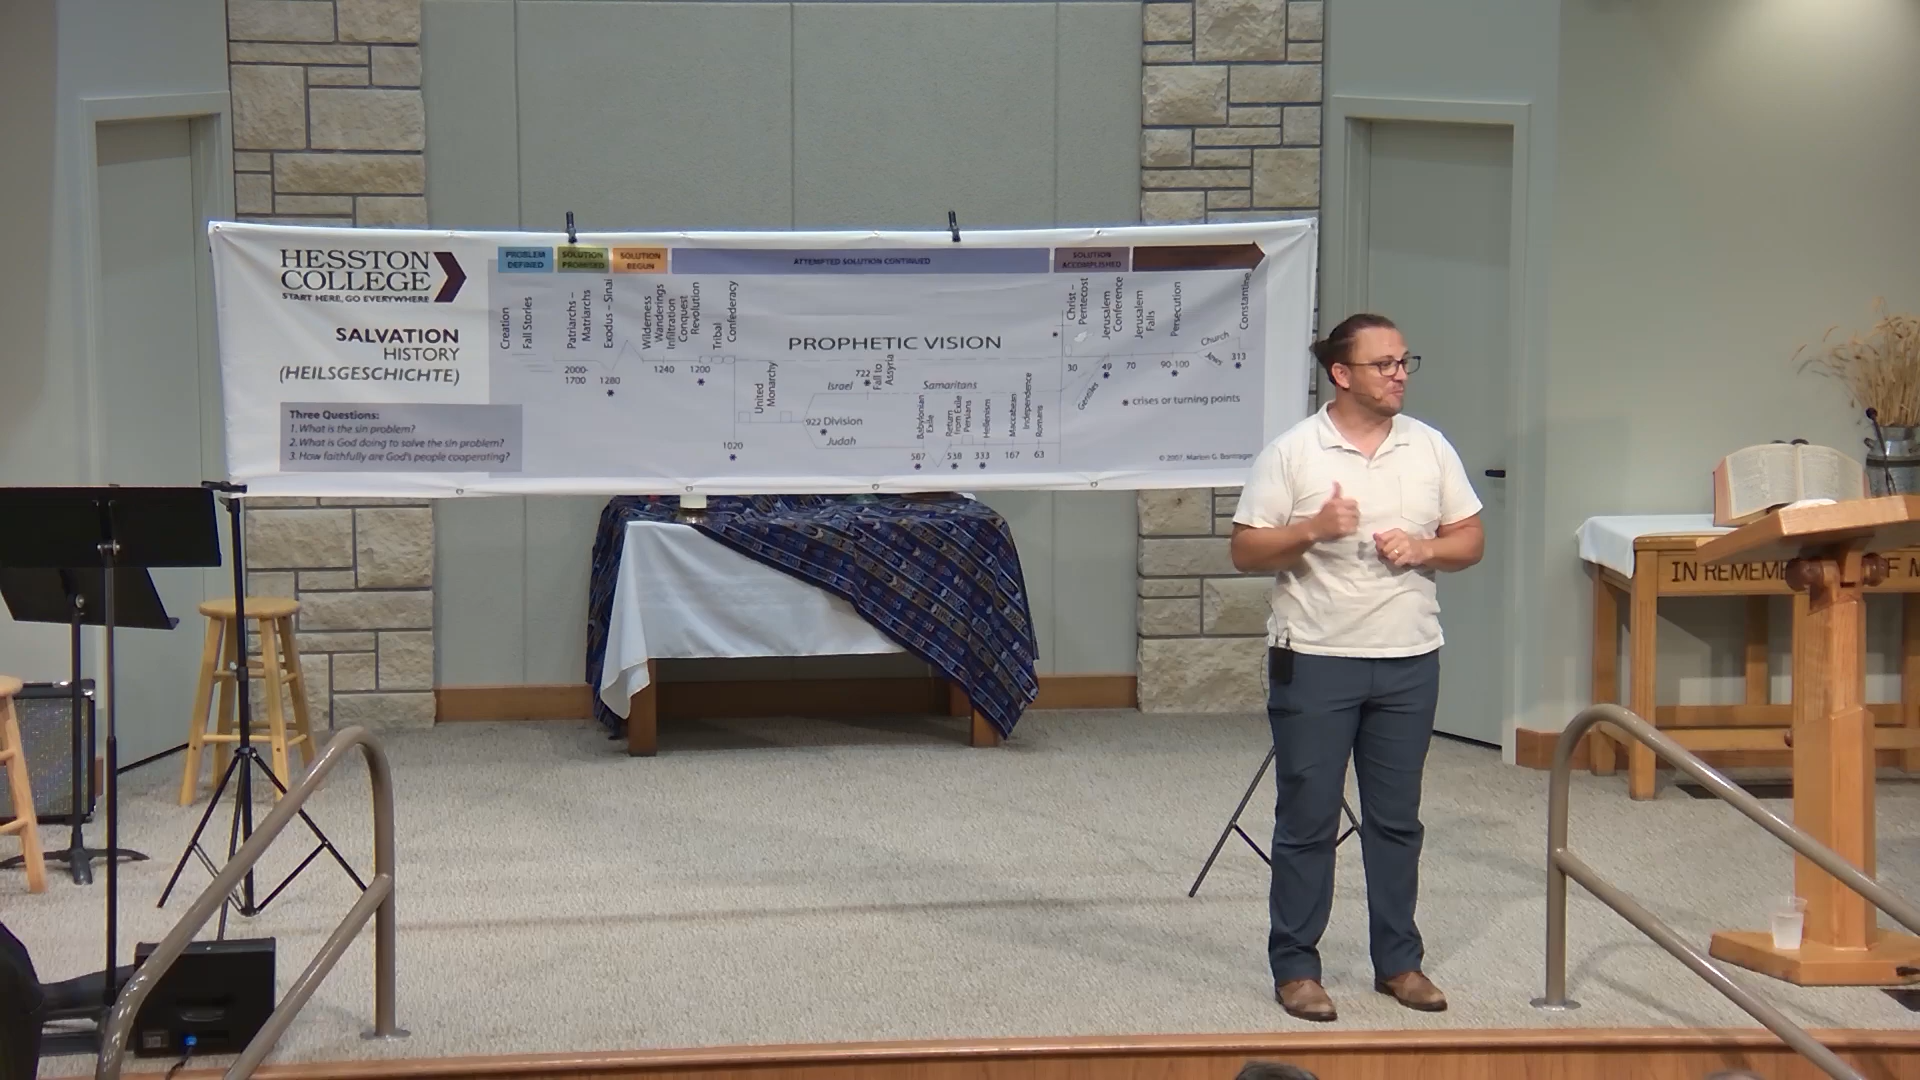 HESSTON
COLLEGE
START HERE, GO EVERYWHERE
SALVATION
HISTORY
(HEILSGESCHICHTE)
Three Questions:
1. What is the sin problem?
2. What is God doing to solve the sin problem?
3. How faithfully are God's people cooperating?
PROBLEM
DEFINED
SOLUTION
PROMISED
SOLUTION
BEGUN
ATTEMPTED SOLUTION CONTINUED
SOLUTION
ACCOMPLISHED
Creation
Fall Stories
Patriarchs –
Matriarchs
Exodus – Sinai
Wilderness
Wanderings
Infiltration
Conquest
Revolution
Tribal
Confederacy
2000-
1700
1280
1240
1200
1020
United
Monarchy
PROPHETIC VISION
922 Division
Israel
Judah
722
Fall to
Assyria
Samaritans
Babylonian
Exile
Return
from Exile
Persians
Hellenism
Maccabean
Independence
Romans
587
538
333
167
63
Christ –
Pentecost
Jerusalem
Conference
Jerusalem
Falls
Persecution
Constantine
30
49
70
90-100
313
Church
Jews
Gentiles
* crises or turning points
© 2007, Marion G. Bontrager
IN REMEM
F M